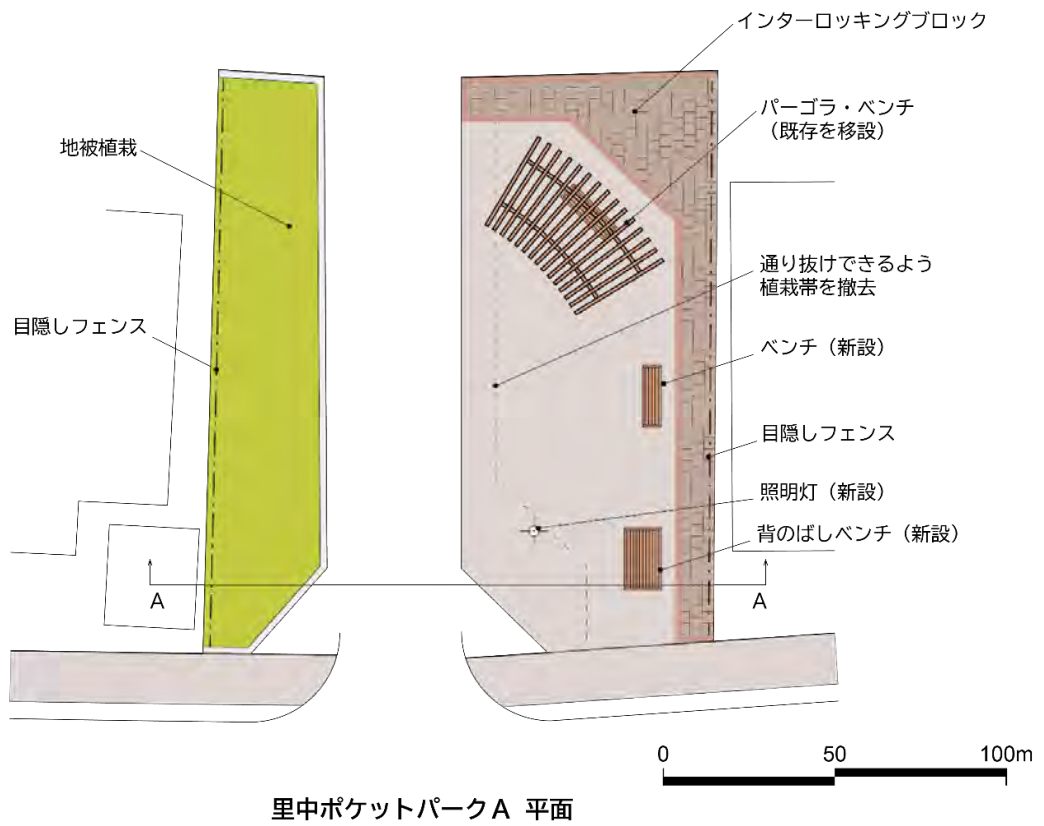 インターロッキングブロック
パーゴラ・ベンチ
（既存を移設）
地被植栽
通り抜けできるよう
植栽帯を撤去
目隠しフェンス
ベンチ（新設）
目隠しフェンス
照明灯（新設）
背のばしベンチ（新設）
A
A
0 50 100m
里中ポケットパークA 平面